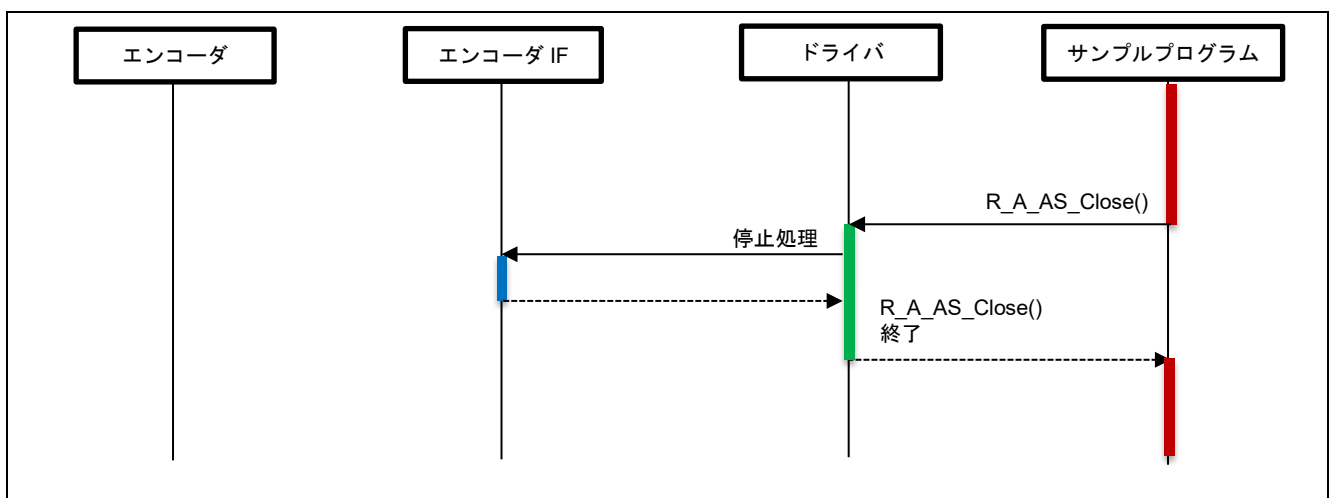 エンコーダ
エンコーダ IF
ドライバ
サンプルプログラム
R_A_AS_Close()
停止処理
R_A_AS_Close()
終了